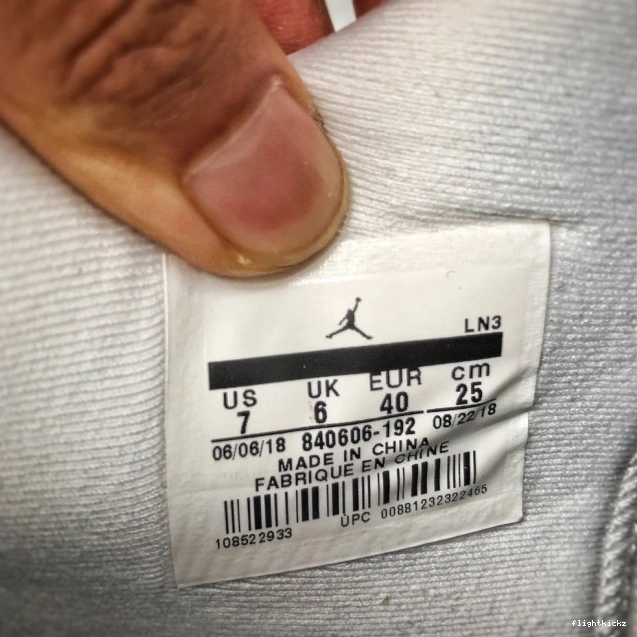 LN3
US UK EUR cm
7 6 40 25
06/06/18 840606-192 08/22/18
MADE IN CHINA
FABRIQUE EN CHINE
UPC 00881232322465
108522933
flightkickz